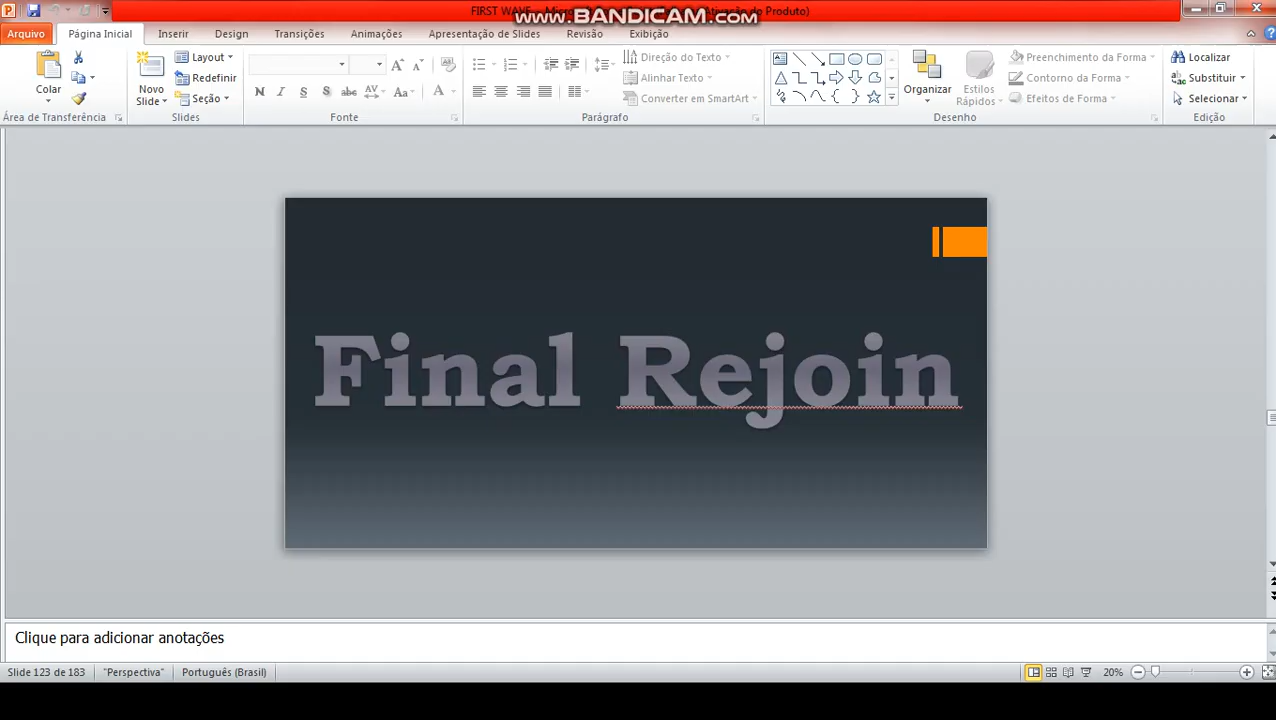 FIRST WAVE
www.BANDICAM.com
do Produto)
Arquivo
Página Inicial
Inserir
Design
Transições
Animações
Apresentação de Slides
Revisão
Exibição
Colar
Novo
Slide
Layout
Redefinir
Seção
N I S S abc AV Aa A
Direção do Texto
Alinhar Texto
Converter em SmartArt
Organizar
Estilos
Rápidos
Preenchimento da Forma
Contorno da Forma
Efeitos de Forma
Localizar
Substituir
Selecionar
Área de Transferência
Slides
Fonte
Parágrafo
Desenho
Edição
Final Rejoin
Clique para adicionar anotações
Slide 123 de 183
"Perspectiva"
Português (Brasil)
20%